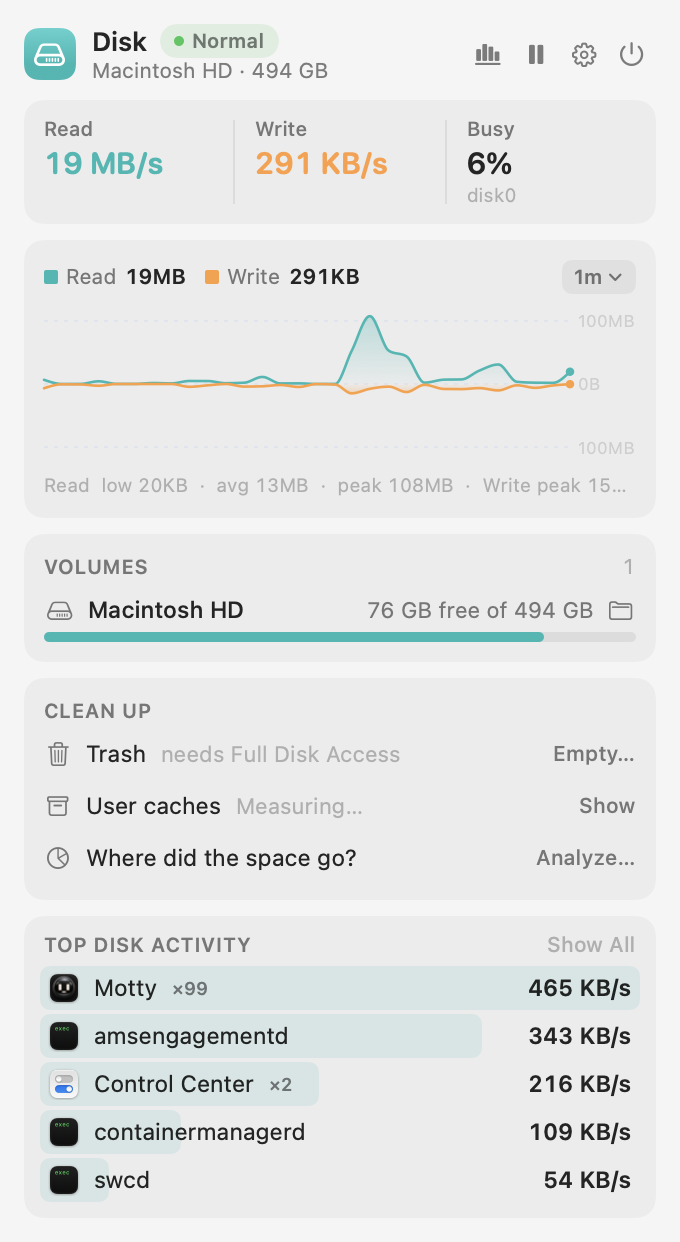 Disk Normal
Macintosh HD · 494 GB
Read Write Busy
19 MB/s 291 KB/s 6%
disk0
Read 19MB Write 291KB 1m
100MB
0B
100MB
Read low 20KB · avg 13MB · peak 108MB · Write peak 15…
VOLUMES 1
Macintosh HD 76 GB free of 494 GB
CLEAN UP
Trash needs Full Disk Access Empty…
User caches Measuring… Show
Where did the space go? Analyze…
TOP DISK ACTIVITY Show All
Motty ×99 465 KB/s
exec amsengagementd 343 KB/s
Control Center ×2 216 KB/s
exec containermanagerd 109 KB/s
exec swcd 54 KB/s